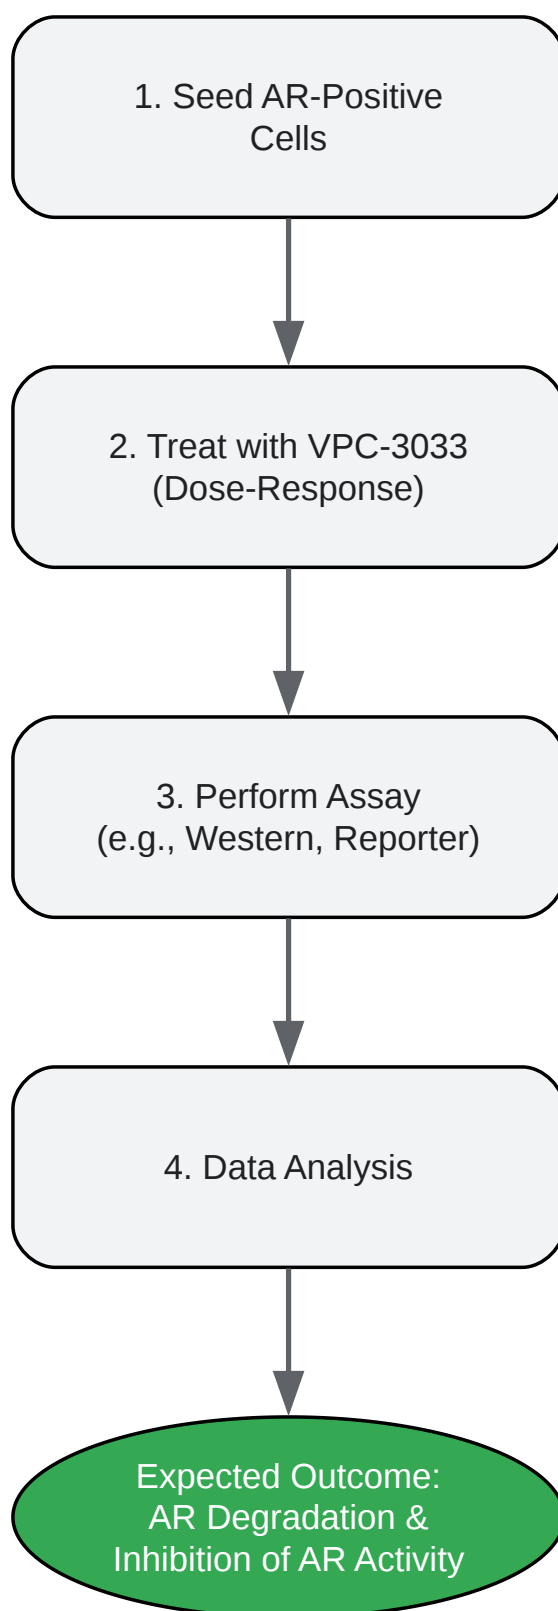 1. Seed AR-Positive
Cells
2. Treat with VPC-3033
(Dose-Response)
3. Perform Assay
(e.g., Western, Reporter)
4. Data Analysis
Expected Outcome:
AR Degradation &
Inhibition of AR Activity